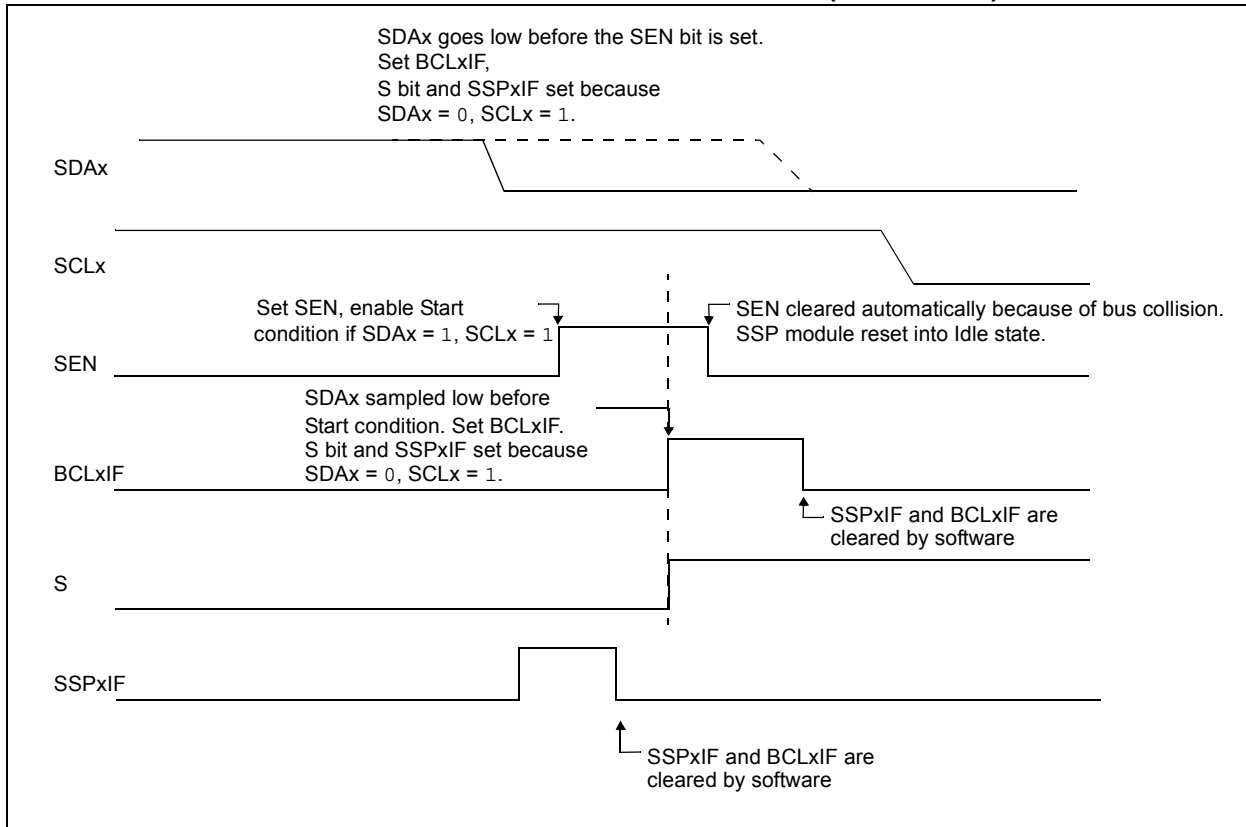 SDAx goes low before the SEN bit is set.
Set BCLxIF,
S bit and SSPxIF set because
SDAx = 0, SCLx = 1.
SDAx
SCLx
Set SEN, enable Start
condition if SDAx = 1, SCLx = 1
SEN cleared automatically because of bus collision.
SSP module reset into Idle state.
SEN
SDAx sampled low before
Start condition. Set BCLxIF.
S bit and SSPxIF set because
SDAx = 0, SCLx = 1.
BCLxIF
SSPxIF and BCLxIF are
cleared by software
S
SSPxIF
SSPxIF and BCLxIF are
cleared by software